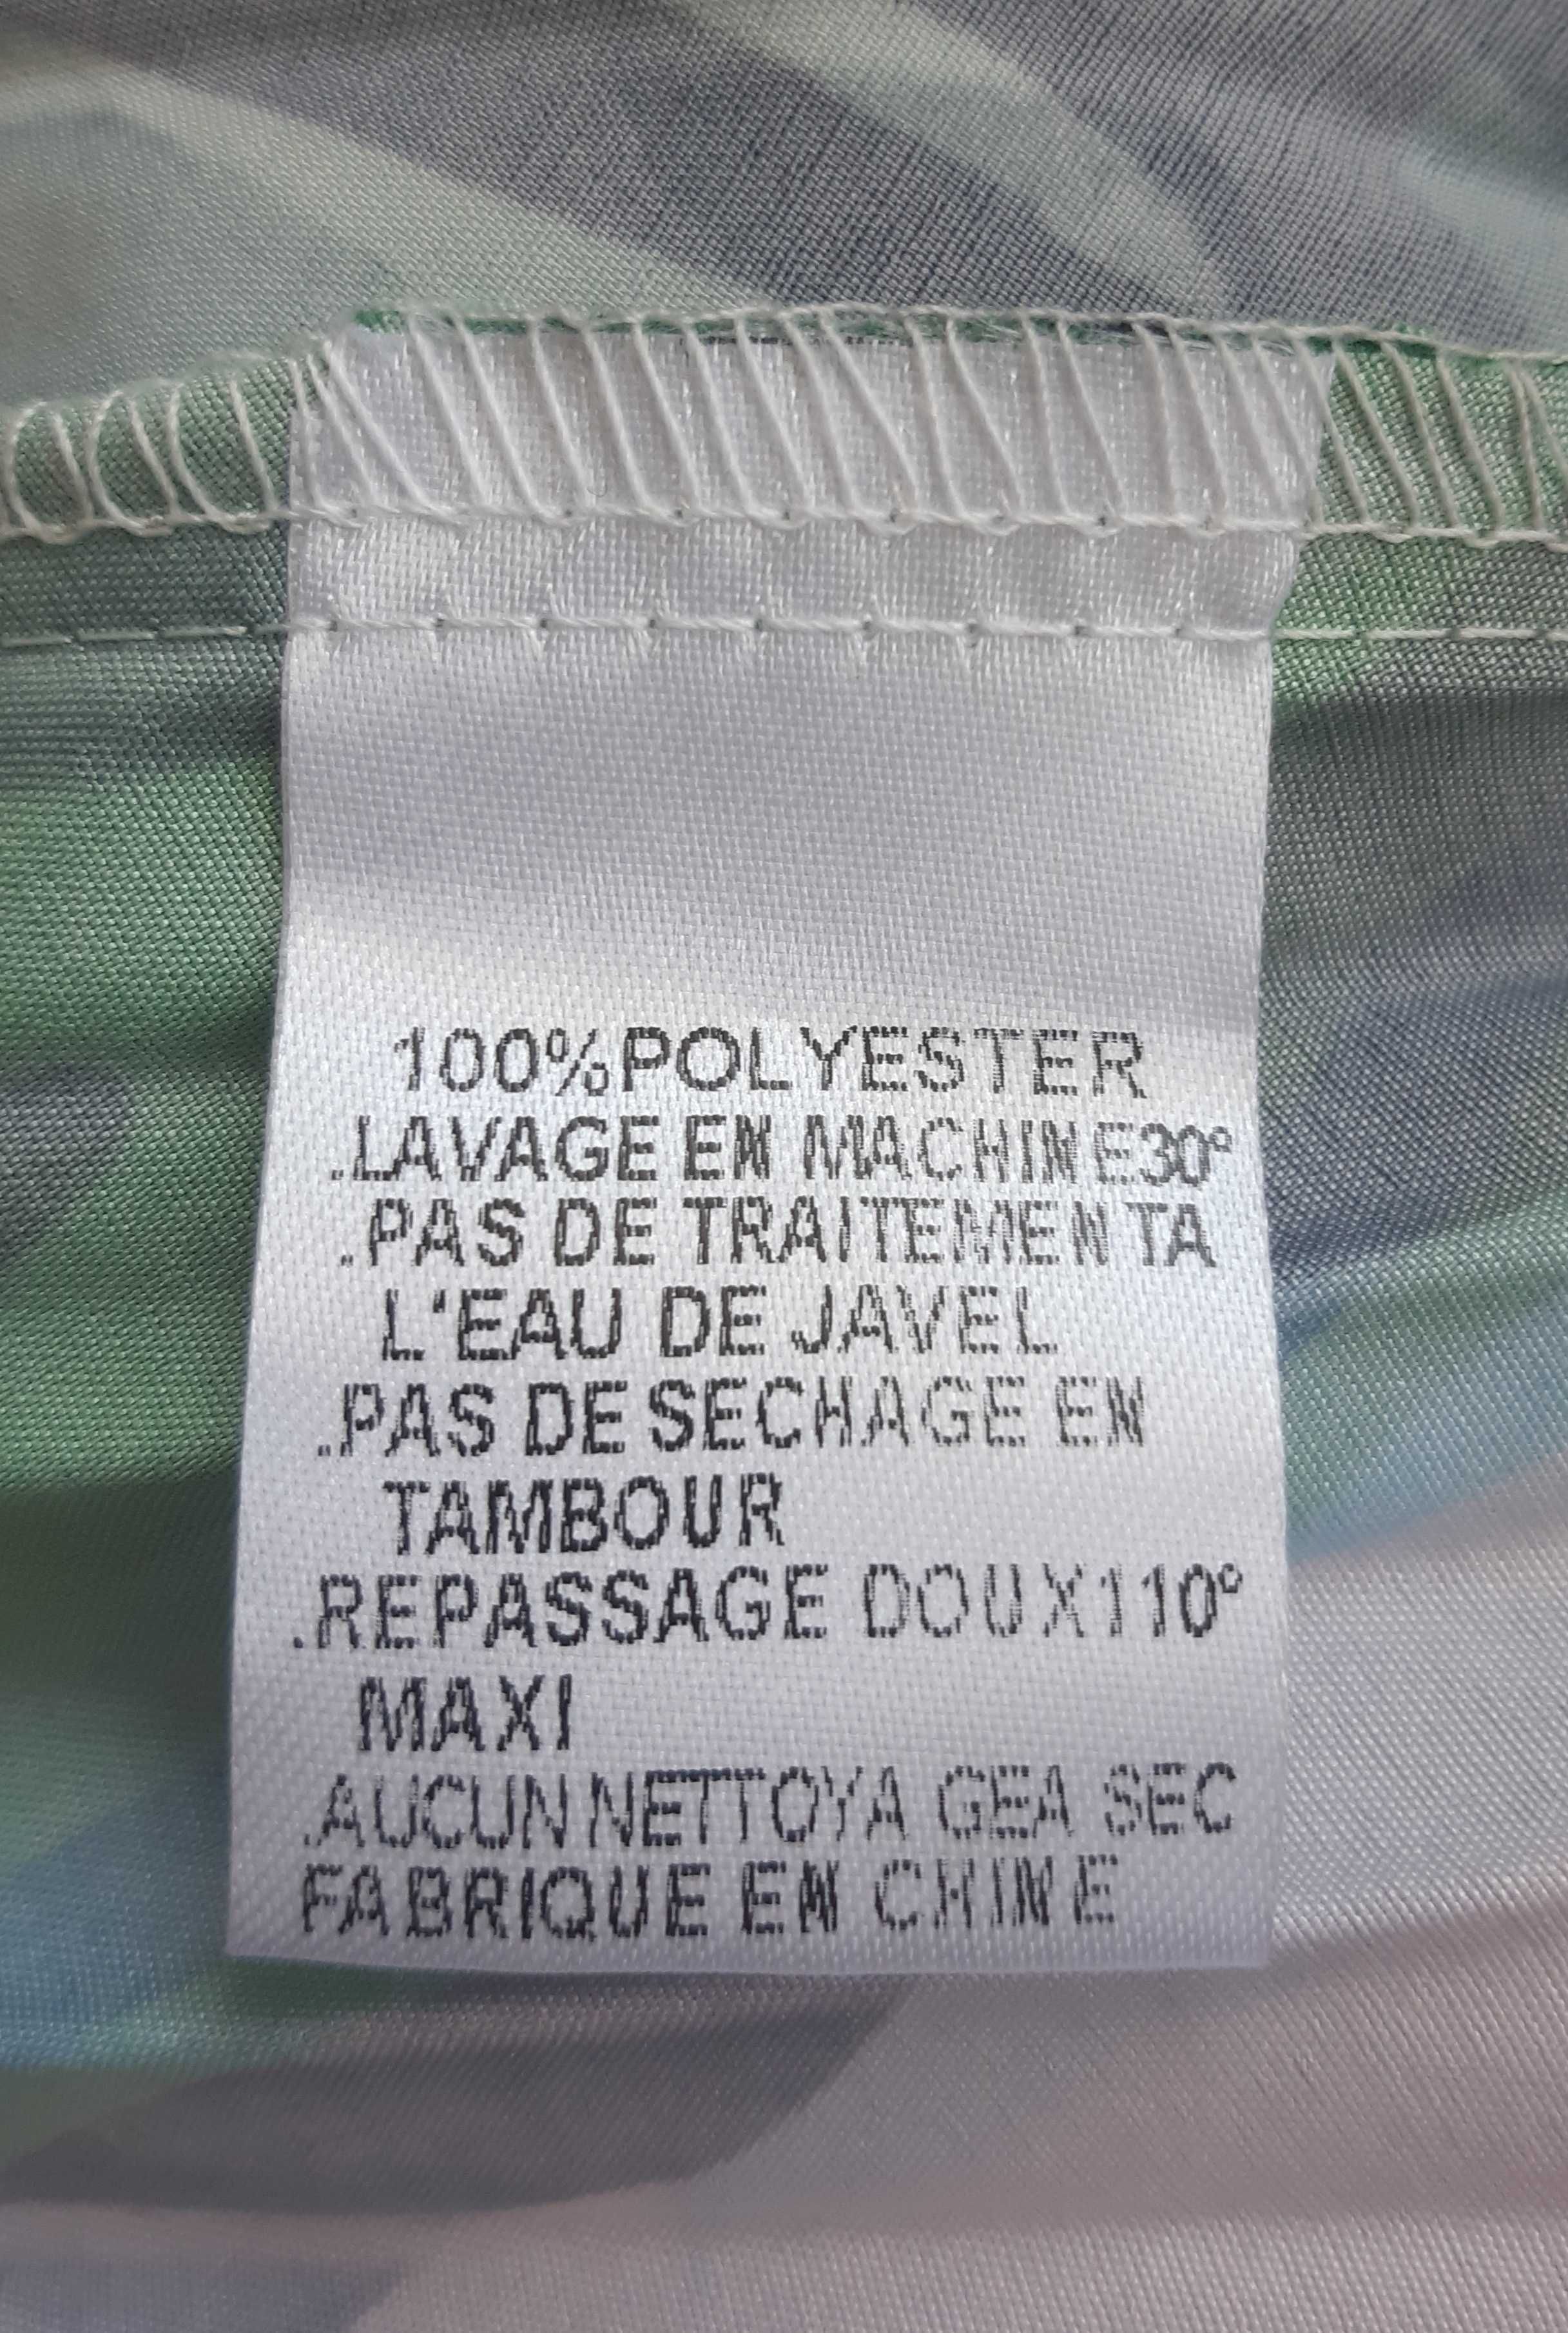 100%POLYESTER
.LAVAGE EN MACHINE30°
.PAS DE TRAITEMENTA
L'EAU DE JAVEL
.PAS DE SECHAGE EN
TAMBOUR
.REPASSAGE DOUX110°
MAXI
.AUCUN NETTOYA GEA SEC
FABRIQUE EN CHINE